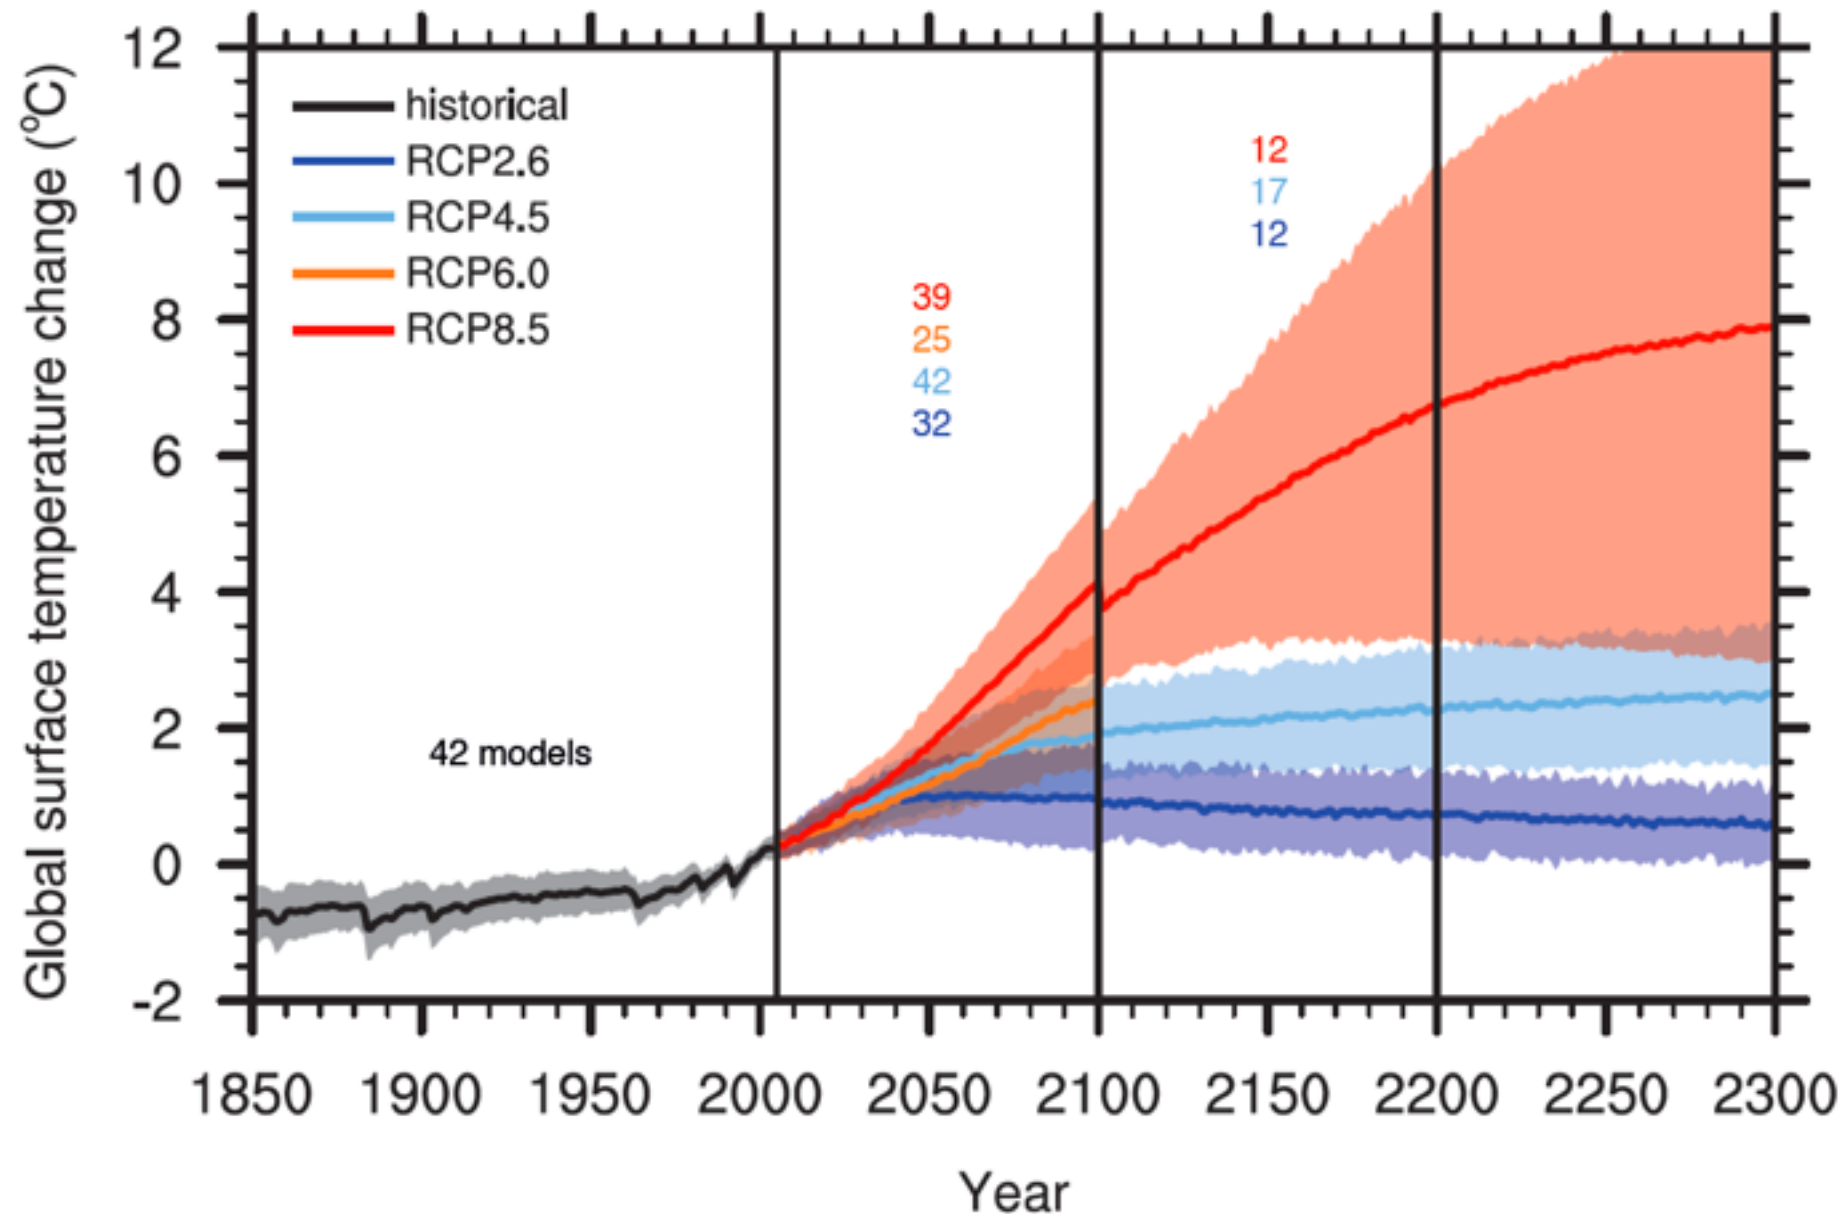 Global surface temperature change (°C)
12
10
8
6
4
2
0
-2
historical
RCP2.6
RCP4.5
RCP6.0
RCP8.5
42 models
39
25
42
32
12
17
12
1850 1900 1950 2000 2050 2100 2150 2200 2250 2300
Year